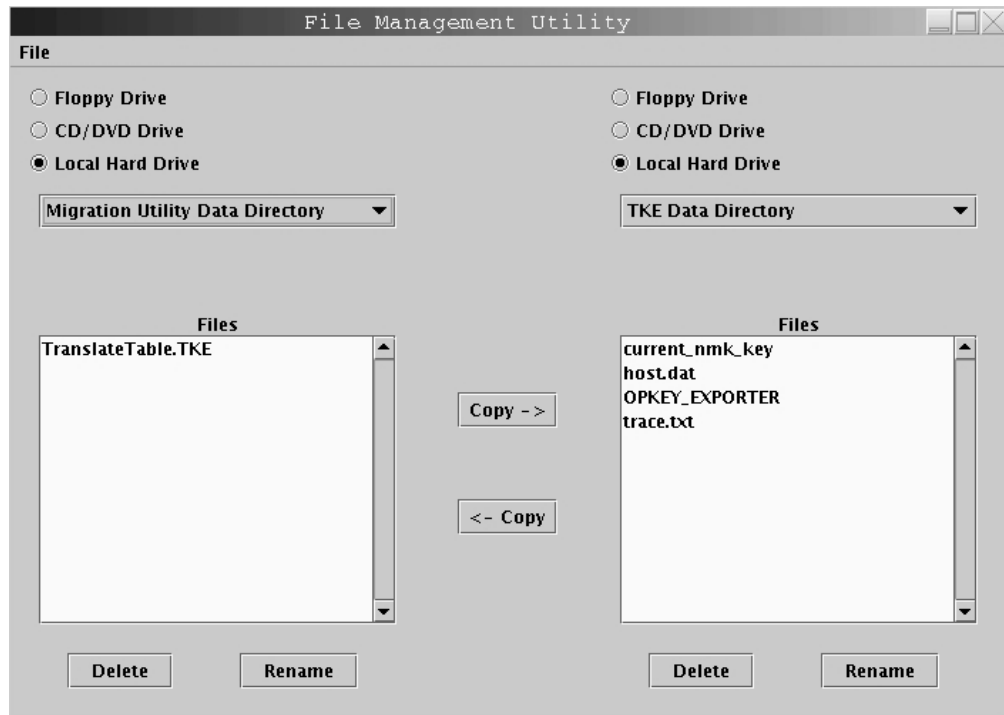 File Management Utility
File
Floppy Drive
CD/DVD Drive
Local Hard Drive
Migration Utility Data Directory
Files
TranslateTable.TKE
Delete
Rename
Copy ->
<- Copy
Floppy Drive
CD/DVD Drive
Local Hard Drive
TKE Data Directory
Files
current_nmk_key
host.dat
OPKEY_EXPORTER
trace.txt
Delete
Rename